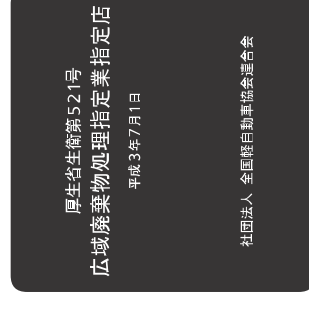 厚生省生衛第521号
広域廃棄物処理指定業指定店
平成3年7月1日
社団法人 全国軽自動車協会連合会